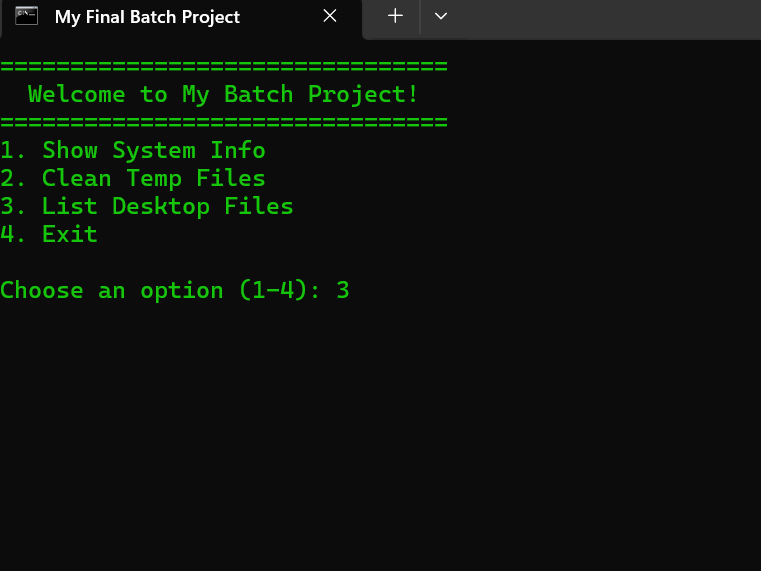 My Final Batch Project
================================
Welcome to My Batch Project!
================================
1. Show System Info
2. Clean Temp Files
3. List Desktop Files
4. Exit
Choose an option (1-4): 3